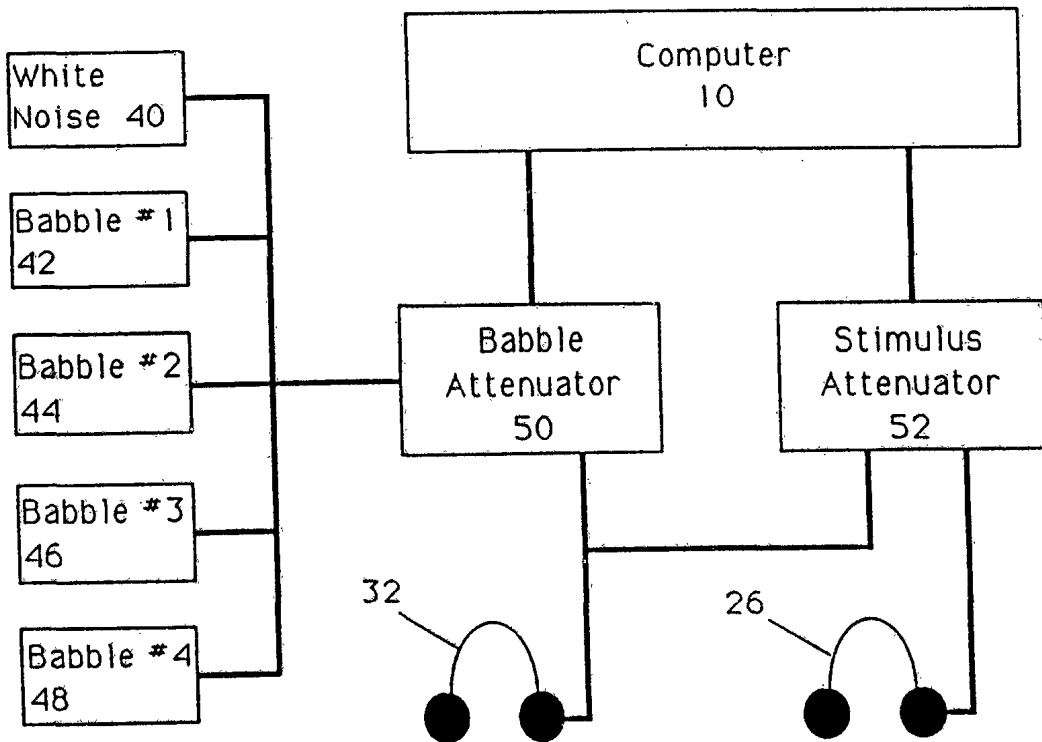 White
Noise 40
Babble #1
42
Babble #2
44
Babble #3
46
Babble #4
48
Computer
10
Babble
Attenuator
50
Stimulus
Attenuator
52
32
26